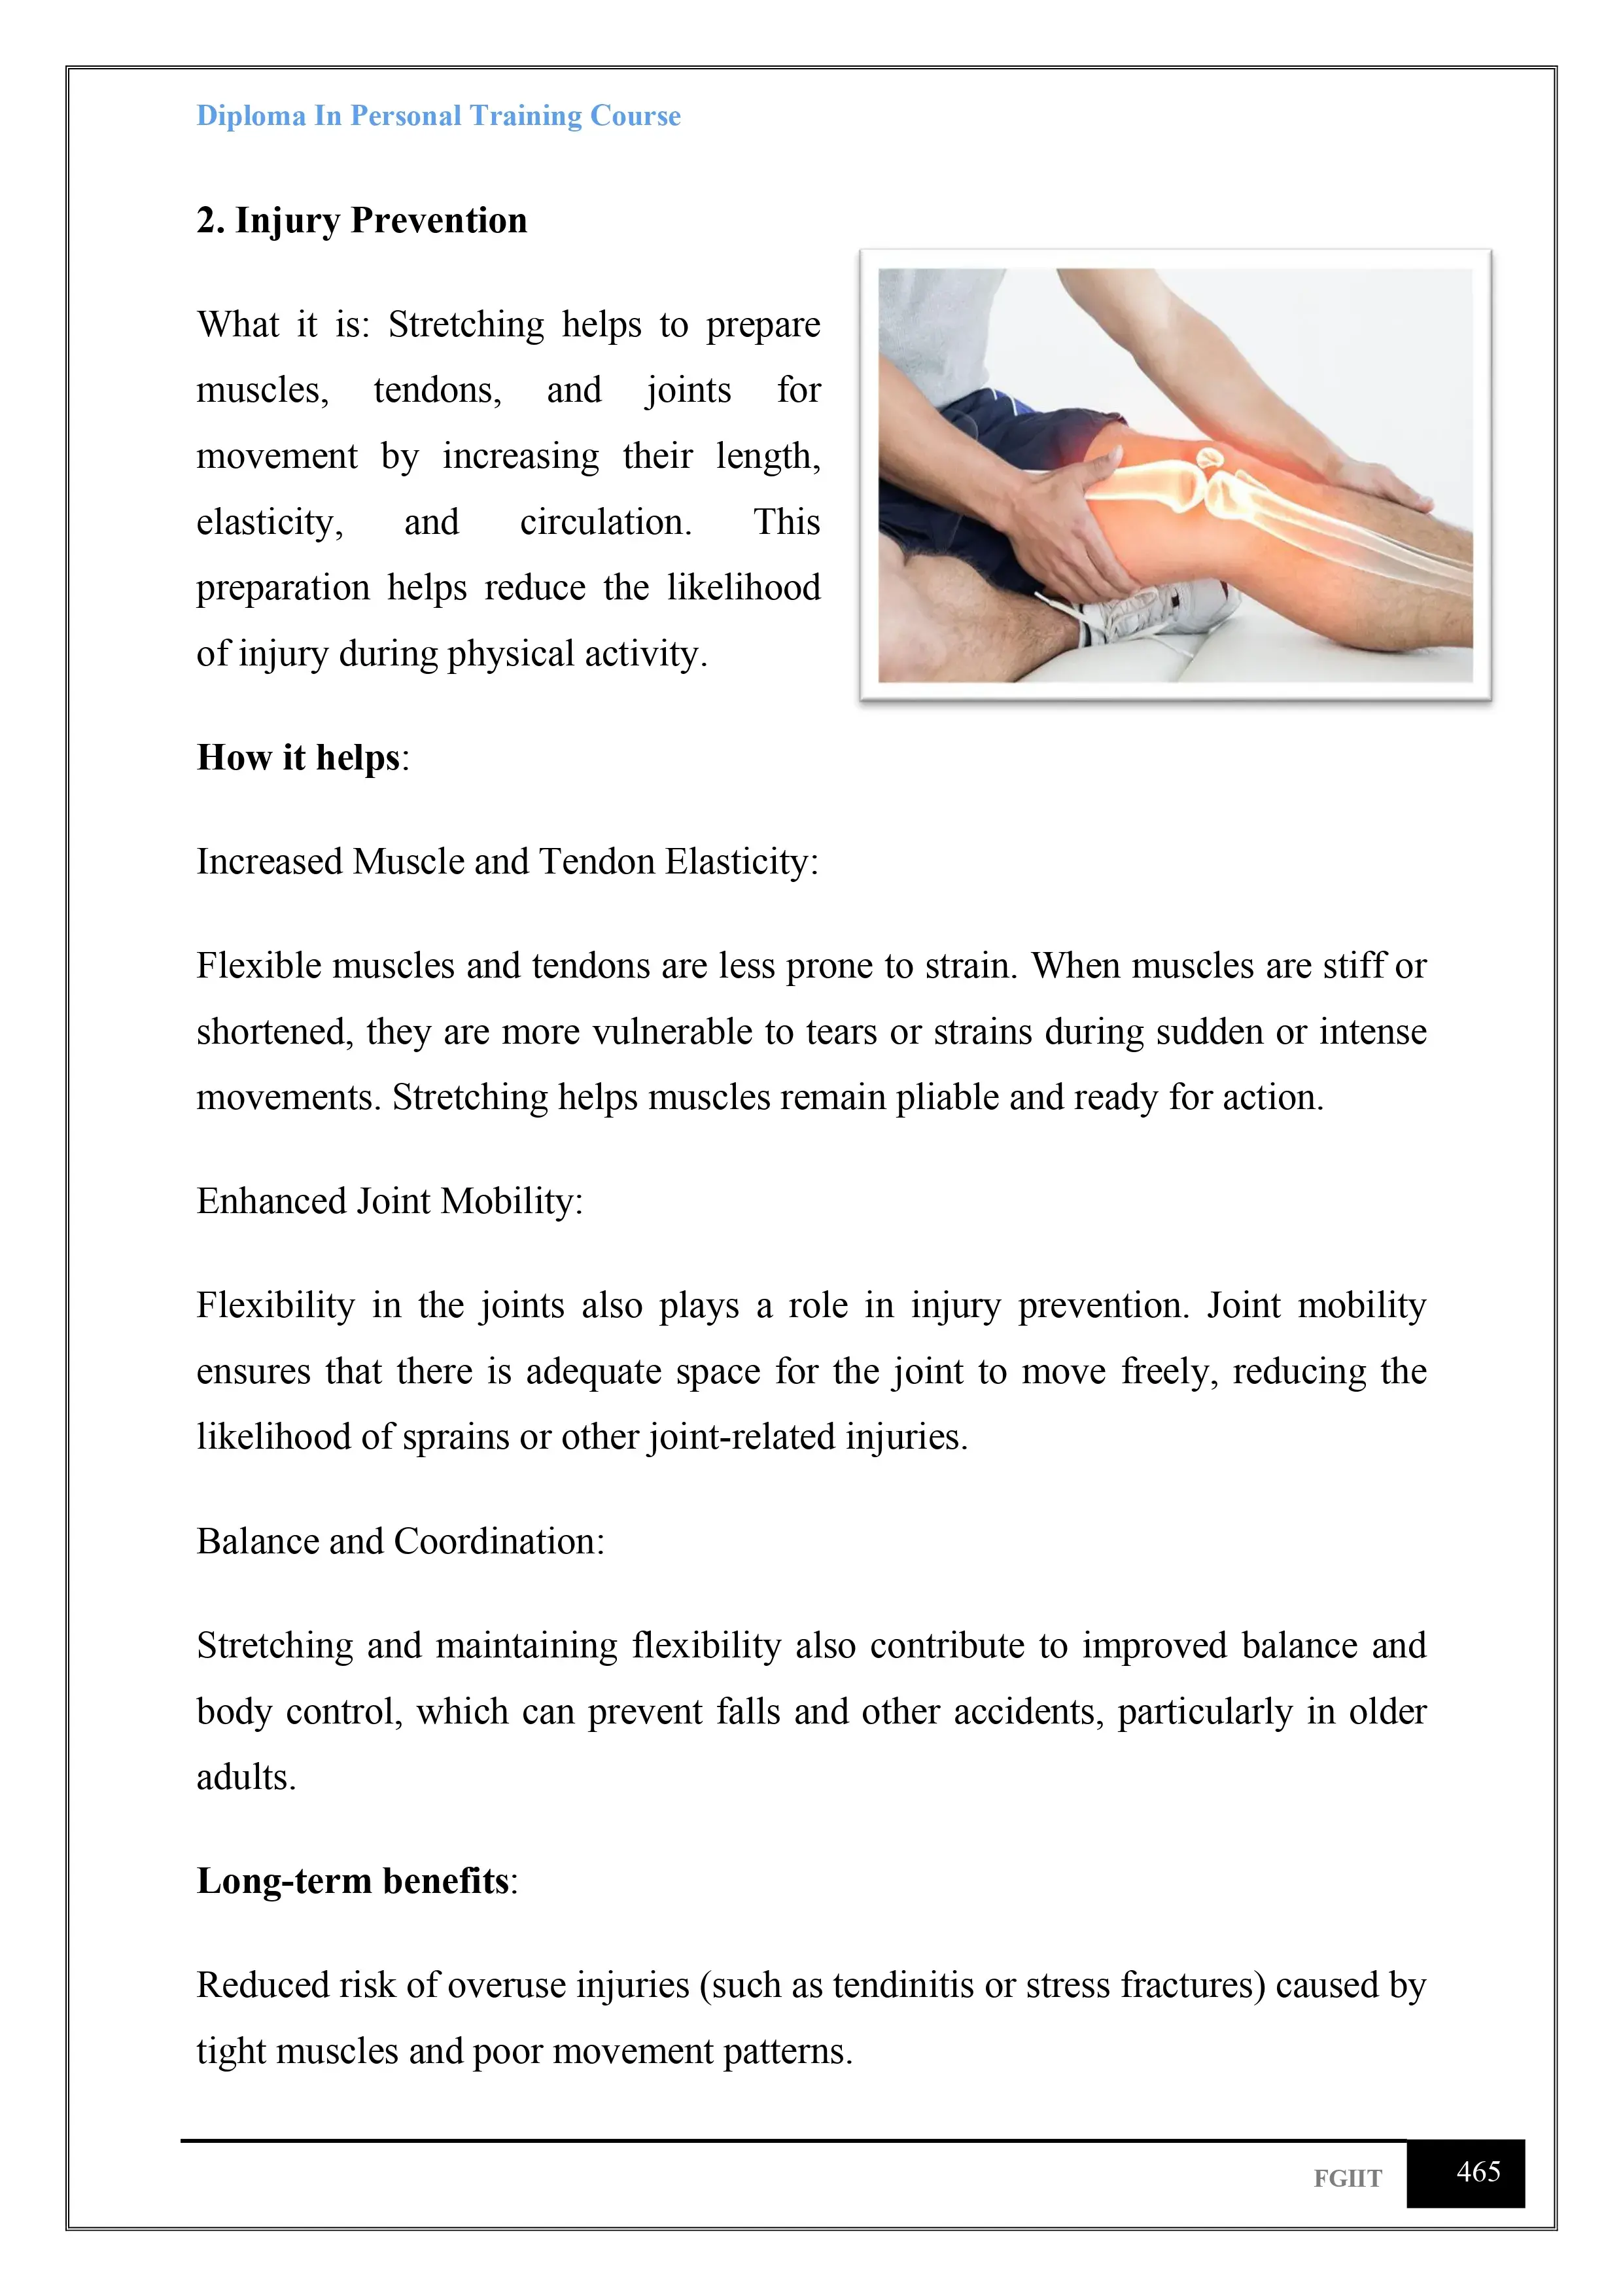 Diploma In Personal Training Course
2. Injury Prevention
What it is: Stretching helps to prepare
muscles, tendons, and joints for
movement by increasing their length,
elasticity, and circulation. This
preparation helps reduce the likelihood
of injury during physical activity.
How it helps:
Increased Muscle and Tendon Elasticity:
Flexible muscles and tendons are less prone to strain. When muscles are stiff or
shortened, they are more vulnerable to tears or strains during sudden or intense
movements. Stretching helps muscles remain pliable and ready for action.
Enhanced Joint Mobility:
Flexibility in the joints also plays a role in injury prevention. Joint mobility
ensures that there is adequate space for the joint to move freely, reducing the
likelihood of sprains or other joint-related injuries.
Balance and Coordination:
Stretching and maintaining flexibility also contribute to improved balance and
body control, which can prevent falls and other accidents, particularly in older
adults.
Long-term benefits:
Reduced risk of overuse injuries (such as tendinitis or stress fractures) caused by
tight muscles and poor movement patterns.
FGIIT 465